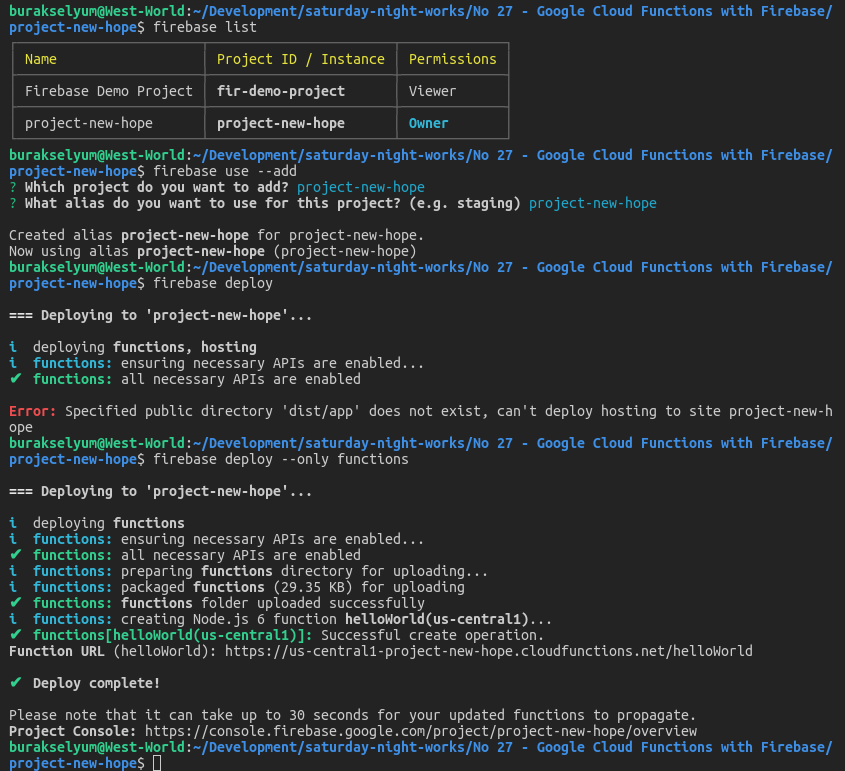 burakselyum@West-World:~/Development/saturday-night-works/No 27 - Google Cloud Functions with Firebase/
project-new-hope$ firebase list
Name Project ID / Instance Permissions
Firebase Demo Project fir-demo-project Viewer
project-new-hope project-new-hope Owner
burakselyum@West-World:~/Development/saturday-night-works/No 27 - Google Cloud Functions with Firebase/
project-new-hope$ firebase use --add
? Which project do you want to add? project-new-hope
? What alias do you want to use for this project? (e.g. staging) project-new-hope
Created alias project-new-hope for project-new-hope.
Now using alias project-new-hope (project-new-hope)
burakselyum@West-World:~/Development/saturday-night-works/No 27 - Google Cloud Functions with Firebase/
project-new-hope$ firebase deploy
=== Deploying to 'project-new-hope'...
i  deploying functions, hosting
i  functions: ensuring necessary APIs are enabled...
✔  functions: all necessary APIs are enabled
Error: Specified public directory 'dist/app' does not exist, can't deploy hosting to site project-new-h
ope
burakselyum@West-World:~/Development/saturday-night-works/No 27 - Google Cloud Functions with Firebase/
project-new-hope$ firebase deploy --only functions
=== Deploying to 'project-new-hope'...
i  deploying functions
i  functions: ensuring necessary APIs are enabled...
✔  functions: all necessary APIs are enabled
i  functions: preparing functions directory for uploading...
i  functions: packaged functions (29.35 KB) for uploading
✔  functions: functions folder uploaded successfully
i  functions: creating Node.js 6 function helloWorld(us-central1)...
✔  functions[helloWorld(us-central1)]: Successful create operation.
Function URL (helloWorld): https://us-central1-project-new-hope.cloudfunctions.net/helloWorld
✔  Deploy complete!
Please note that it can take up to 30 seconds for your updated functions to propagate.
Project Console: https://console.firebase.google.com/project/project-new-hope/overview
burakselyum@West-World:~/Development/saturday-night-works/No 27 - Google Cloud Functions with Firebase/
project-new-hope$